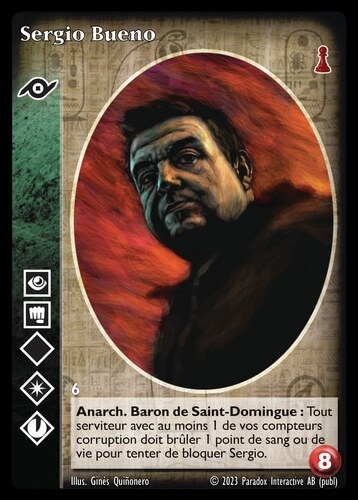 Sergio Bueno
6
Anarch. Baron de Saint-Domingue : Tout
serviteur avec au moins 1 de vos compteurs
corruption doit brûler 1 point de sang ou de
vie pour tenter de bloquer Sergio.
8
Illus. Ginés Quiñonero
© 2023 Paradox Interactive AB (publ)